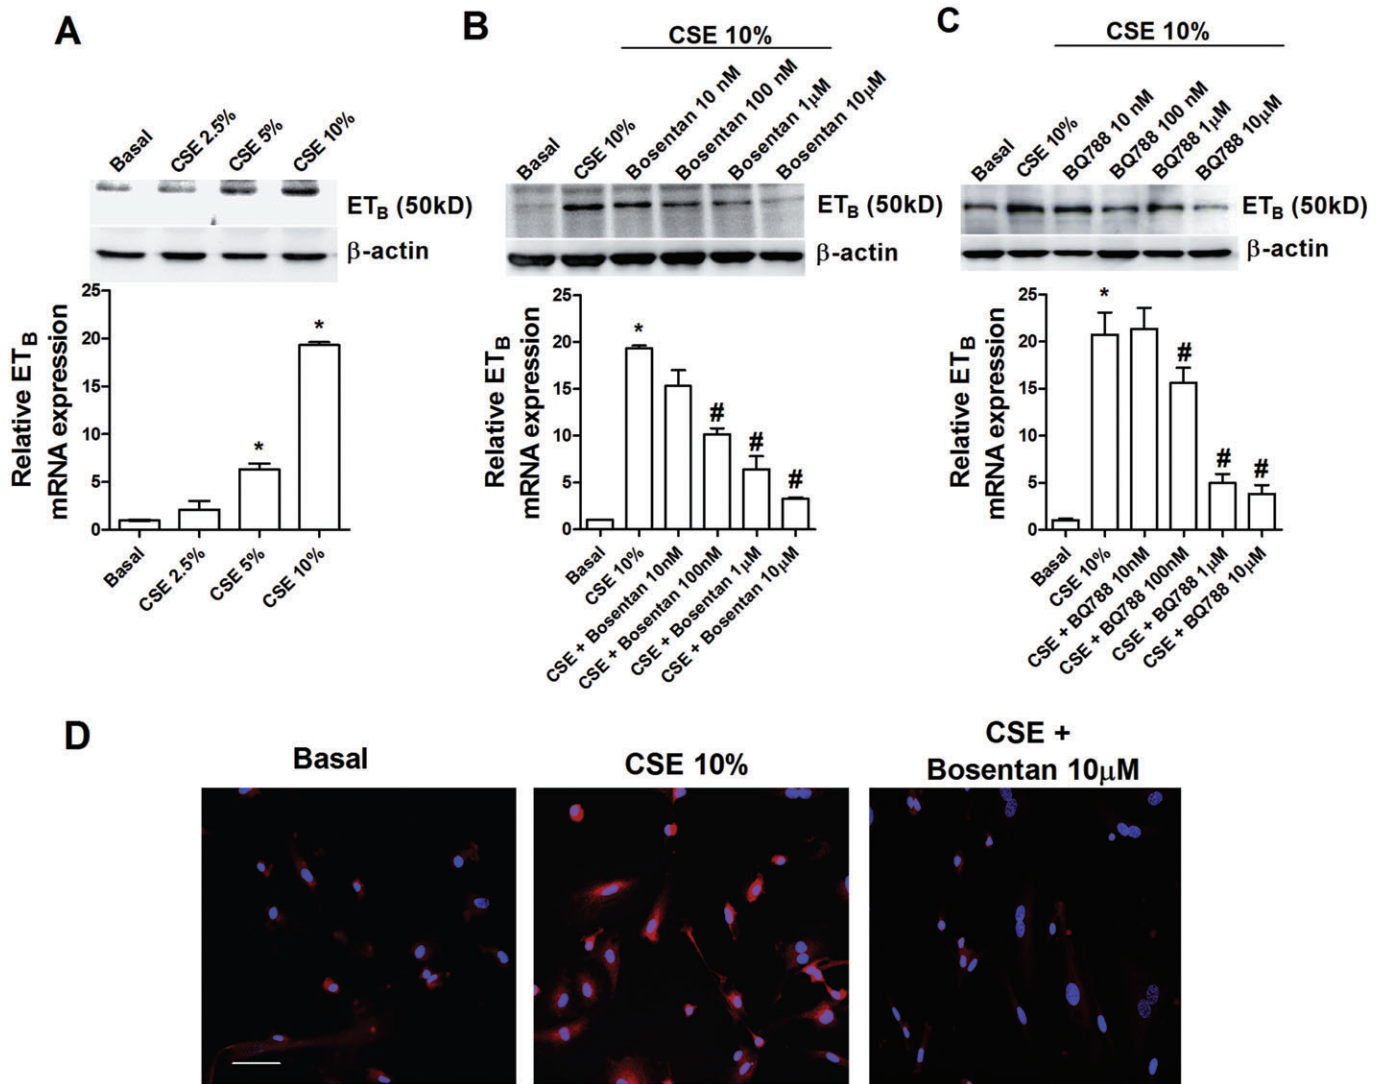 A
Basal
CSE 2.5%
CSE 5%
CSE 10%
ETB (50kD)
β-actin
Relative ETB
mRNA expression
25
20
15
10
5
0
*
*
Basal
CSE 2.5%
CSE 5%
CSE 10%
B
CSE 10%
Basal
CSE 10%
Bosentan 10 nM
Bosentan 100 nM
Bosentan 1μM
Bosentan 10μM
ETB (50kD)
β-actin
Relative ETB
mRNA expression
25
20
15
10
5
0
*
#
#
#
Basal
CSE 10%
CSE + Bosentan 10nM
CSE + Bosentan 100nM
CSE + Bosentan 1μM
CSE + Bosentan 10μM
C
CSE 10%
Basal
CSE 10%
BQ788 10 nM
BQ788 100 nM
BQ788 1μM
BQ788 10μM
ETB (50kD)
β-actin
Relative ETB
mRNA expression
25
20
15
10
5
0
*
#
#
#
Basal
CSE 10%
CSE + BQ788 10nM
CSE + BQ788 100nM
CSE + BQ788 1μM
CSE + BQ788 10μM
D
Basal
CSE 10%
CSE +
Bosentan 10μM